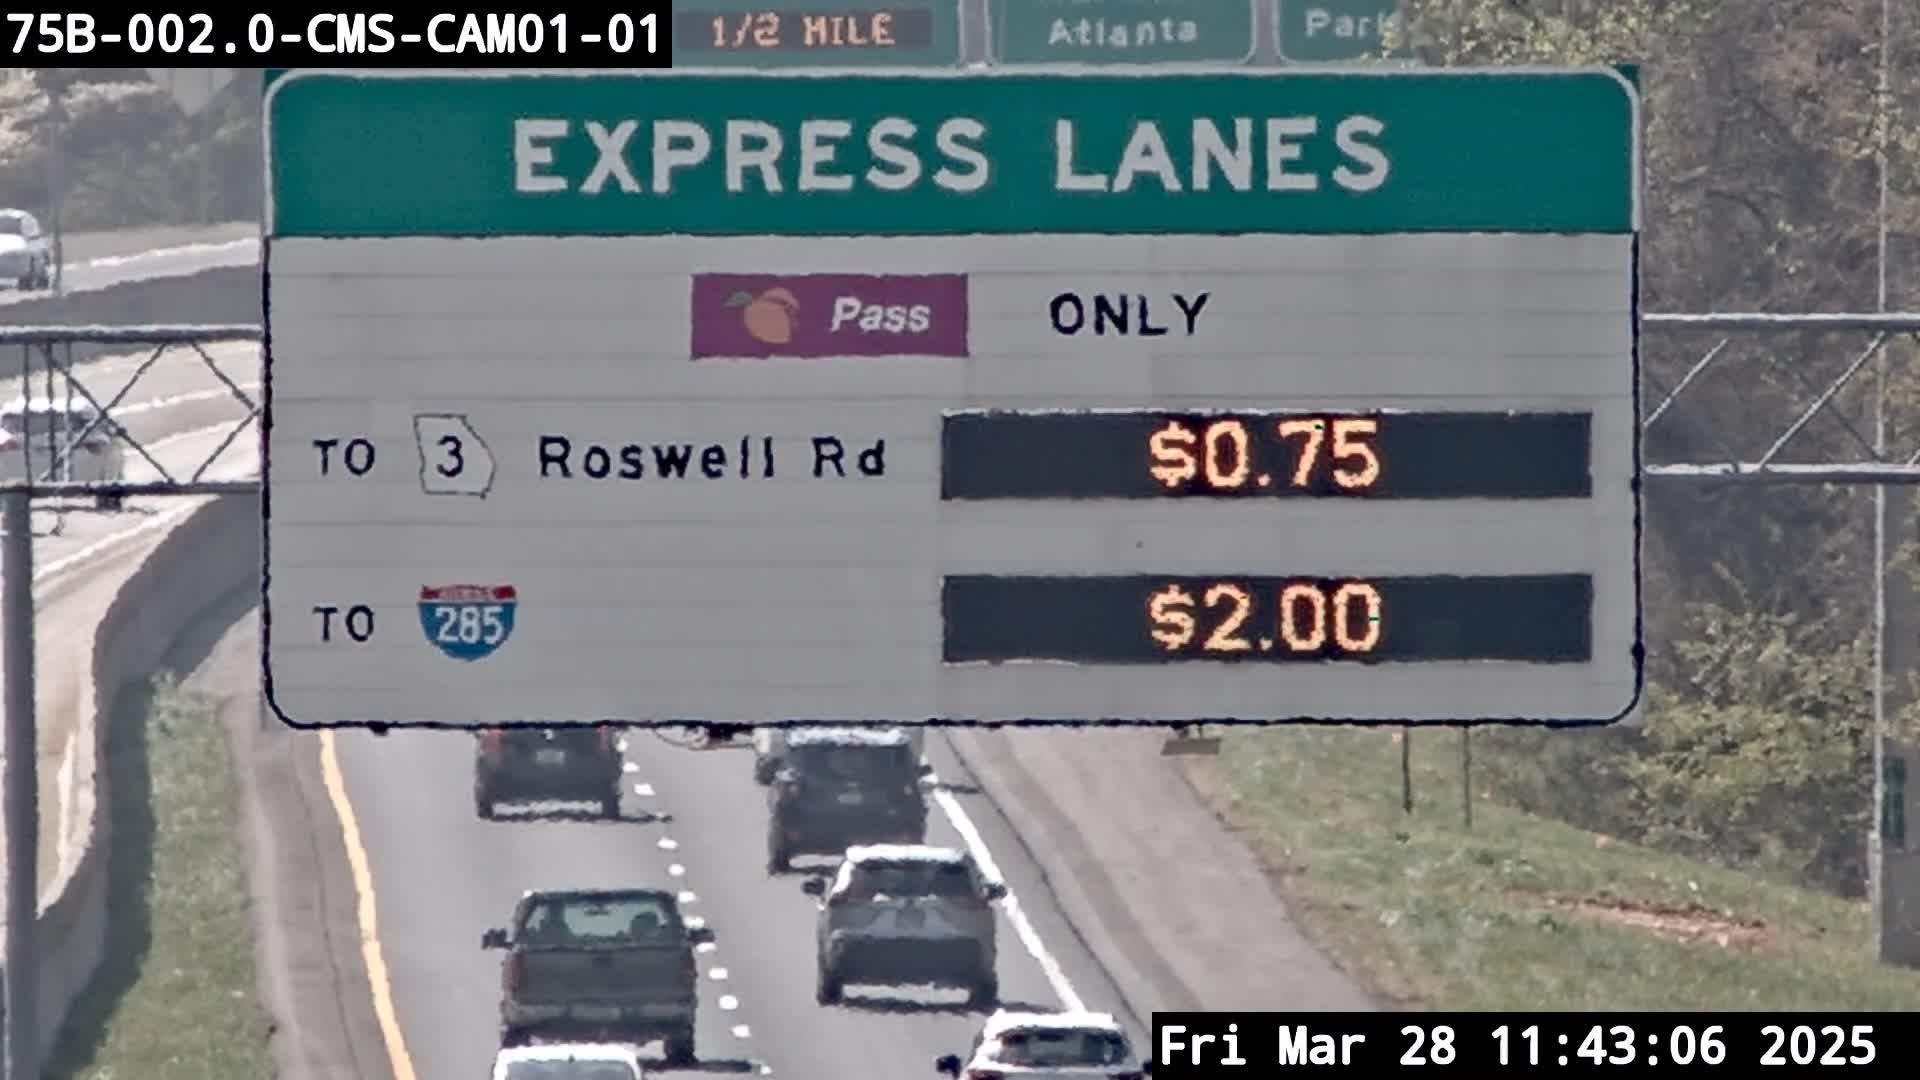 75B-002.0-CMS-CAM01-01
1/2 MILE
Atlanta
EXPRESS LANES
Pass ONLY
TO 3 Roswell Rd $0.75
TO 285 $2.00
Fri Mar 28 11:43:06 2025